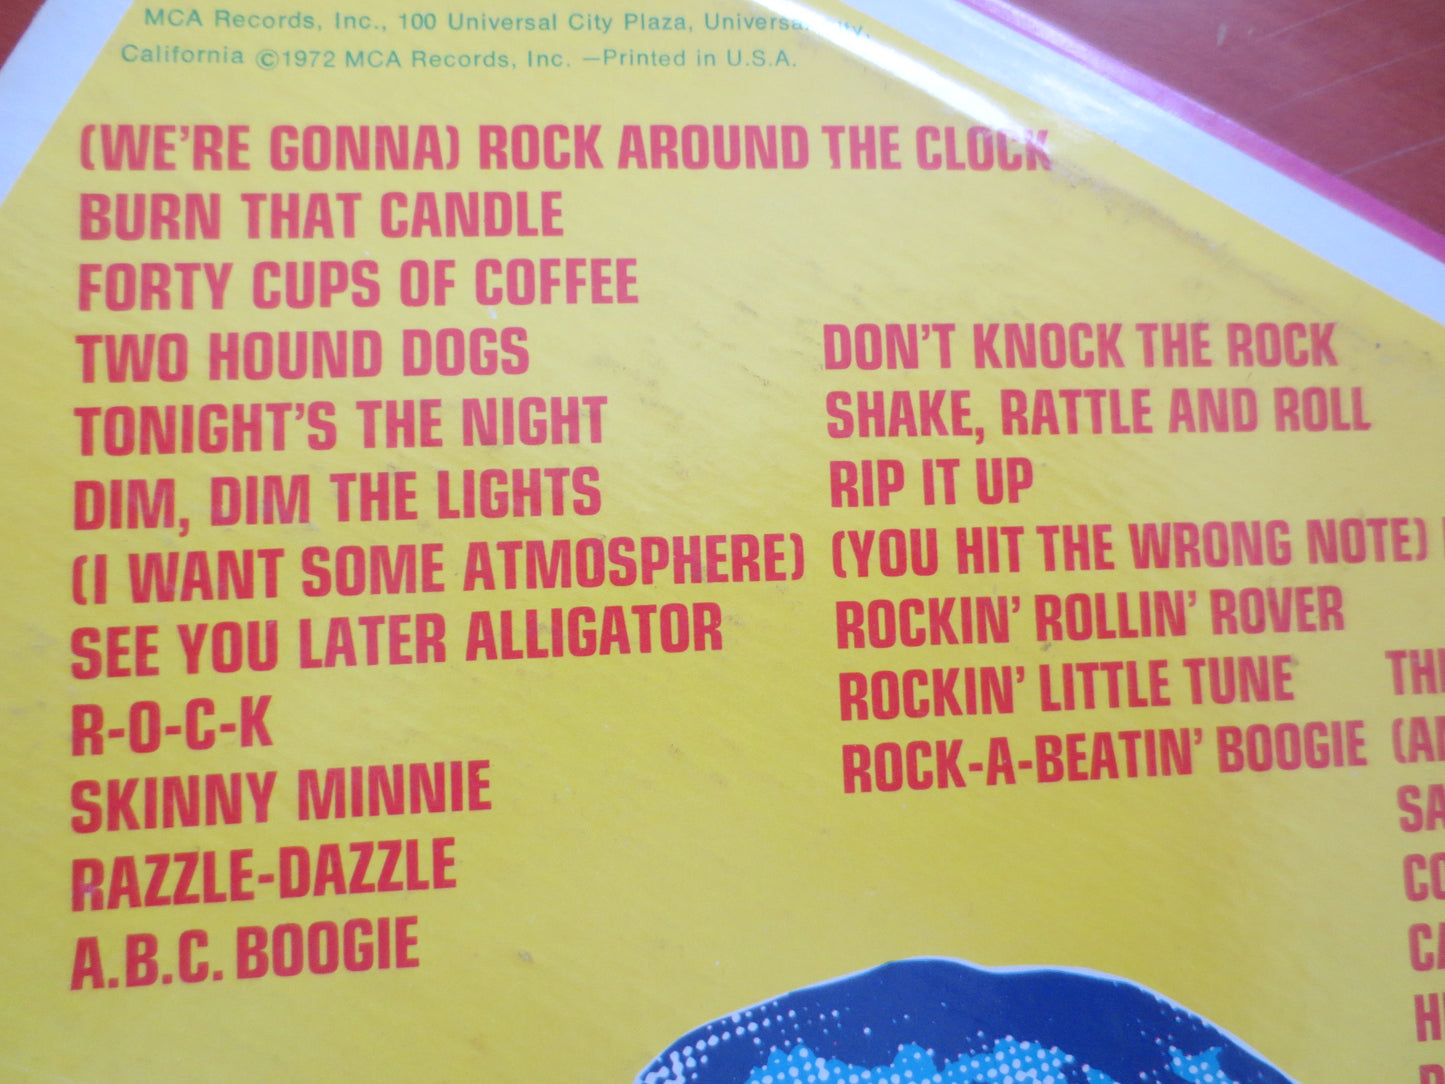 MCA Records, Inc., 100 Universal City Plaza,
California ©1972 MCA Records, Inc. —Printed in U.S.A.
(WE'RE GONNA) ROCK AROUND THE CLOCK
BURN THAT CANDLE
FORTY CUPS OF COFFEE
TWO HOUND DOGS
TONIGHT'S THE NIGHT
DIM, DIM THE LIGHTS
(I WANT SOME ATMOSPHERE)
SEE YOU LATER ALLIGATOR
R-O-C-K
SKINNY MINNIE
RAZZLE-DAZZLE
A.B.C. BOOGIE
DON'T KNOCK THE ROCK
SHAKE, RATTLE AND ROLL
RIP IT UP
(YOU HIT THE WRONG NOTE)
ROCKIN' ROLLIN' ROVER
ROCKIN' LITTLE TUNE
ROCK-A-BEATIN' BOOGIE